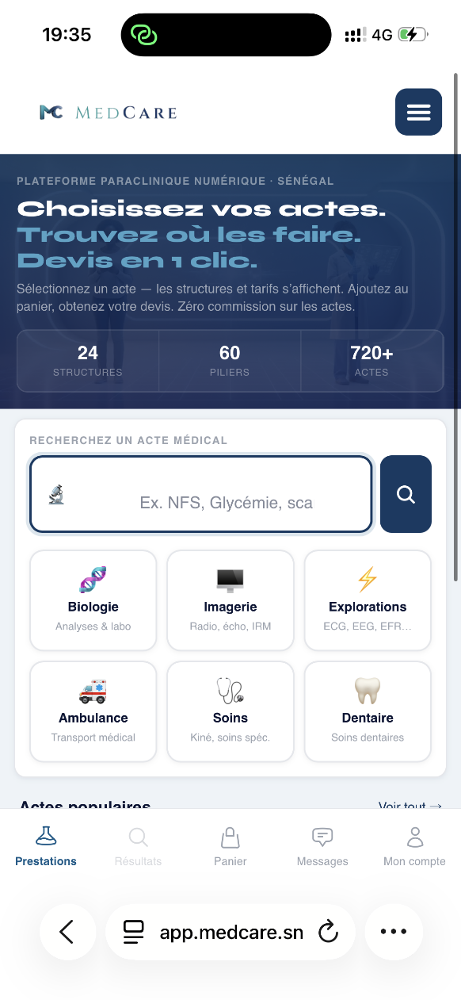 19:35
4G
MC MEDCARE
PLATEFORME PARACLINIQUE NUMÉRIQUE · SÉNÉGAL
Choisissez vos actes.
Trouvez où les faire.
Devis en 1 clic.
Sélectionnez un acte — les structures et tarifs s'affichent. Ajoutez au
panier, obtenez votre devis. Zéro commission sur les actes.
24
STRUCTURES
60
PILIERS
720+
ACTES
RECHERCHEZ UN ACTE MÉDICAL
Ex. NFS, Glycémie, sca
Biologie
Analyses & labo
Imagerie
Radio, écho, IRM
Explorations
ECG, EEG, EFR...
Ambulance
Transport médical
Soins
Kiné, soins spéc.
Dentaire
Soins dentaires
Actes populaires
Voir tout →
Prestations
Résultats
Panier
Messages
Mon compte
app.medcare.sn